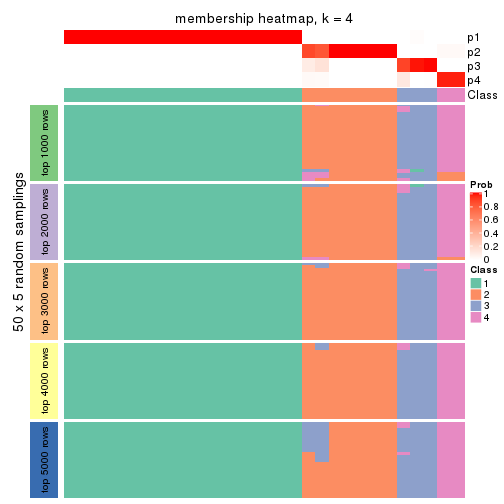 membership heatmap, k = 4
p1
p2
p3
p4
Class
50 x 5 random samplings
top 1000 rows
top 2000 rows
top 3000 rows
top 4000 rows
top 5000 rows
Prob
1
0.8
0.6
0.4
0.2
0
Class
1
2
3
4